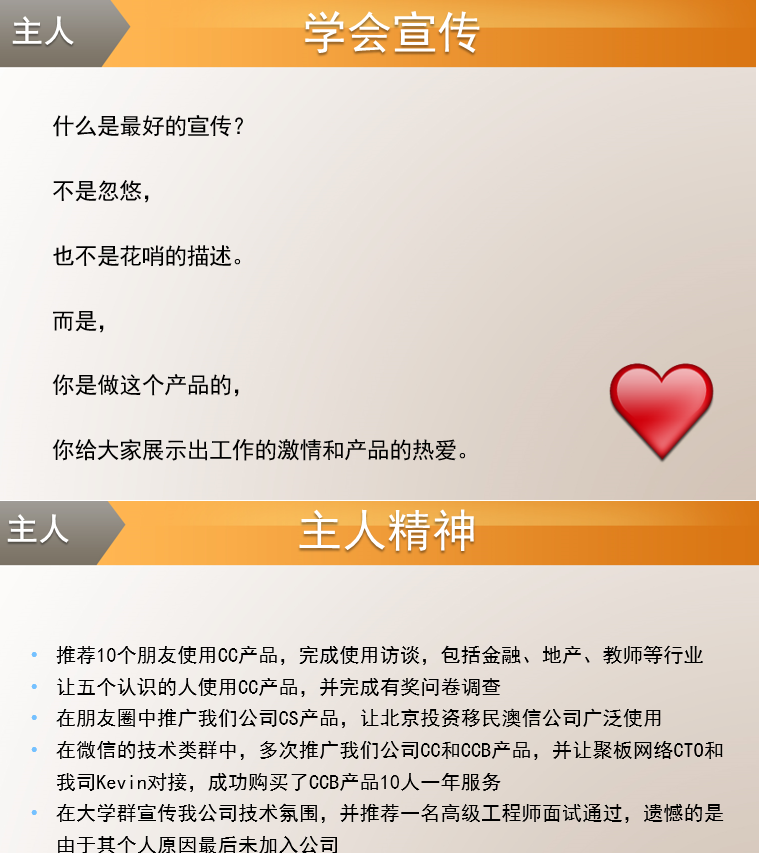 主人
学会宣传
什么是最好的宣传？
不是忽悠，
也不是花哨的描述。
而是，
你是做这个产品的，
你给大家展示出工作的激情和产品的热爱。
主人
主人精神
• 推荐10个朋友使用CC产品，完成使用访谈，包括金融、地产、教师等行业
• 让五个认识的人使用CC产品，并完成有奖问卷调查
• 在朋友圈中推广我们公司CS产品，让北京投资移民澳信公司广泛使用
• 在微信的技术类群中，多次推广我们公司CC和CCB产品，并让聚板网络CTO和
我司Kevin对接，成功购买了CCB产品10人一年服务
• 在大学群宣传我公司技术氛围，并推荐一名高级工程师面试通过，遗憾的是
由于其个人原因最后未加入公司